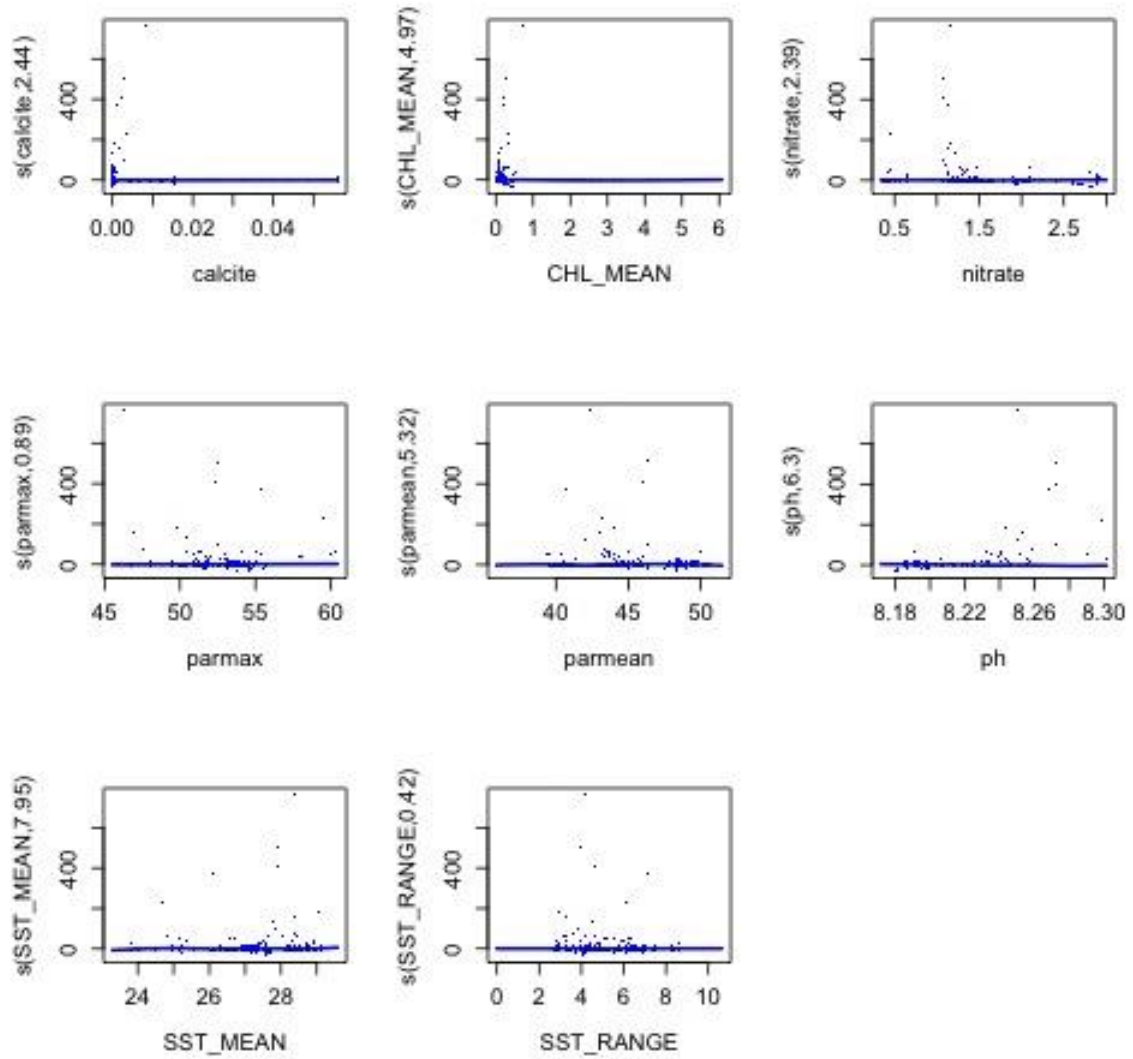 s(calcite,2.44)
400
0
0.00 0.02 0.04
calcite
s(CHL_MEAN,4.97)
400
0
0 1 2 3 4 5 6
CHL_MEAN
s(nitrate,2.39)
400
0
0.5 1.5 2.5
nitrate
s(parmax,0.89)
400
0
45 50 55 60
parmax
s(parmean,5.32)
400
0
40 45 50
parmean
s(ph,6.3)
400
0
8.18 8.22 8.26 8.30
ph
s(SST_MEAN,7.95)
400
0
24 26 28
SST_MEAN
s(SST_RANGE,0.42)
400
0
0 2 4 6 8 10
SST_RANGE